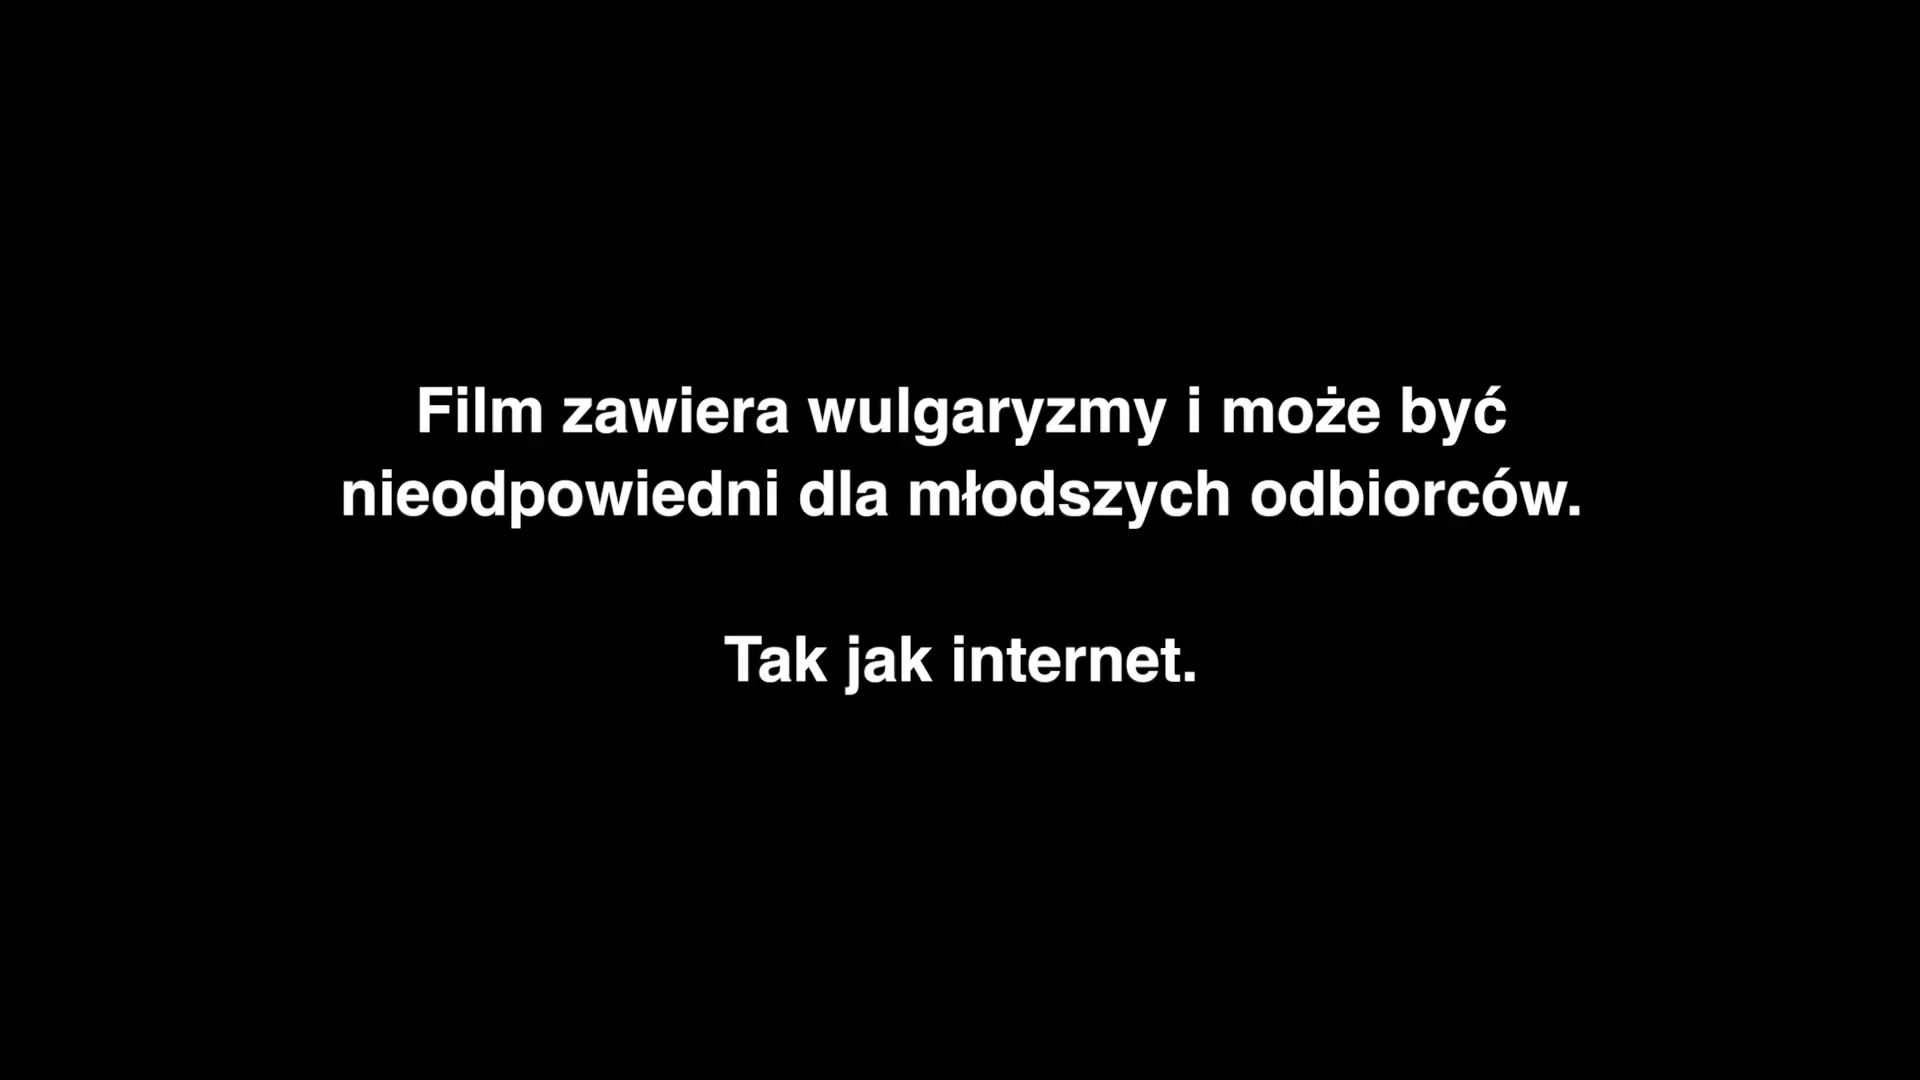 Film zawiera wulgaryzmy i może być
nieodpowiedni dla młodszych odbiorców.
Tak jak internet.